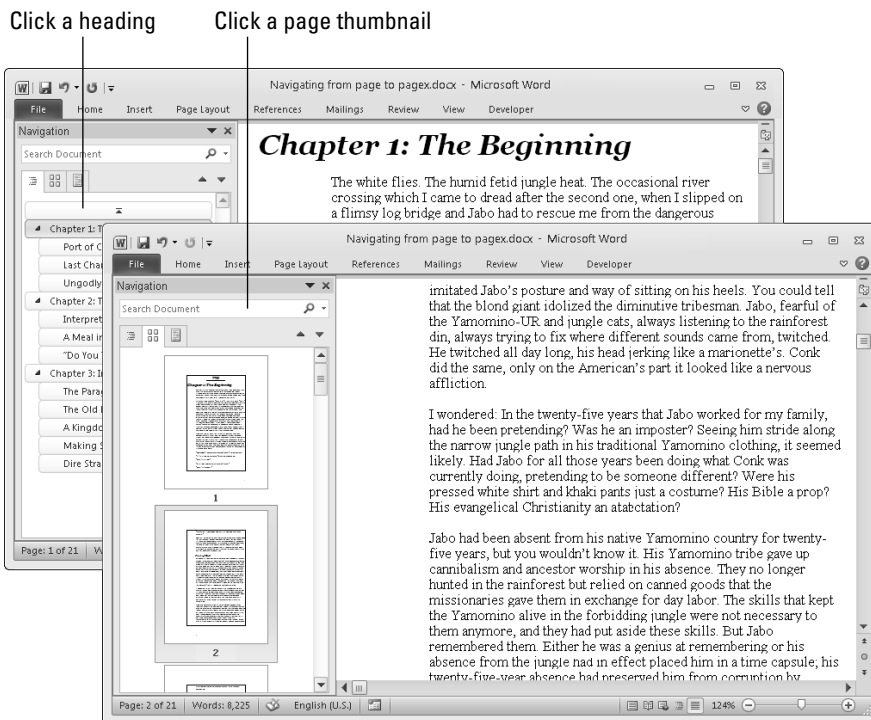 Click a heading
Click a page thumbnail
Navigating from page to pagex.docx - Microsoft Word
File Home Insert Page Layout References Mailings Review View Developer
Navigation
Search Document
Chapter 1: The Beginning
The white flies. The humid fetid jungle heat. The occasional river
crossing which I came to dread after the second one, when I slipped on
a flimsy log bridge and Jabo had to rescue me from the dangerous
Chapter 1: T
Port of C
Last Char
Ungodly
Chapter 2: T
Interpret
A Meal in
"Do You
Chapter 3: In
The Para
The Old
A Kingdo
Making S
Dire Stra
Page: 1 of 21 W
Navigating from page to pagex.docx - Microsoft Word
File Home Insert Page Layout References Mailings Review View Developer
Navigation
Search Document
1
2
imitated Jabo's posture and way of sitting on his heels. You could tell
that the blond giant idolized the diminutive tribesman. Jabo, fearful of
the Yamomino-UR and jungle cats, always listening to the rainforest
din, always trying to fix where different sounds came from, twitched.
He twitched all day long, his head jerking like a marionette's. Conk
did the same, only on the American's part it looked like a nervous
affliction.
I wondered: In the twenty-five years that Jabo worked for my family,
had he been pretending? Was he an imposter? Seeing him stride along
the narrow jungle path in his traditional Yamomino clothing, it seemed
likely. Had Jabo for all those years been doing what Conk was
currently doing, pretending to be someone different? Were his
pressed white shirt and khaki pants just a costume? His Bible a prop?
His evangelical Christianity an atabctation?
Jabo had been absent from his native Yamomino country for twenty-
five years, but you wouldn't know it. His Yamomino tribe gave up
cannibalism and ancestor worship in his absence. They no longer
hunted in the rainforest but relied on canned goods that the
missionaries gave them in exchange for day labor. The skills that kept
the Yamomino alive in the forbidding jungle were not necessary to
them anymore, and they had put aside these skills. But Jabo
remembered them. Either he was a genius at remembering or his
absence from the jungle had in effect placed him in a time capsule; his
twenty-five-year absence had preserved him from corruption by
Page: 2 of 21 Words: 8,225 English (U.S.) 124%